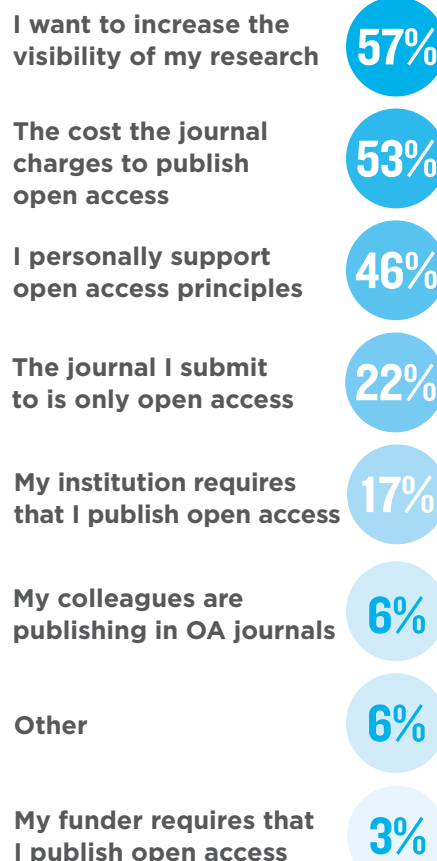 I want to increase the
visibility of my research
57%
The cost the journal
charges to publish
open access
53%
I personally support
open access principles
46%
The journal I submit
to is only open access
22%
My institution requires
that I publish open access
17%
My colleagues are
publishing in OA journals
6%
Other
6%
My funder requires that
I publish open access
3%